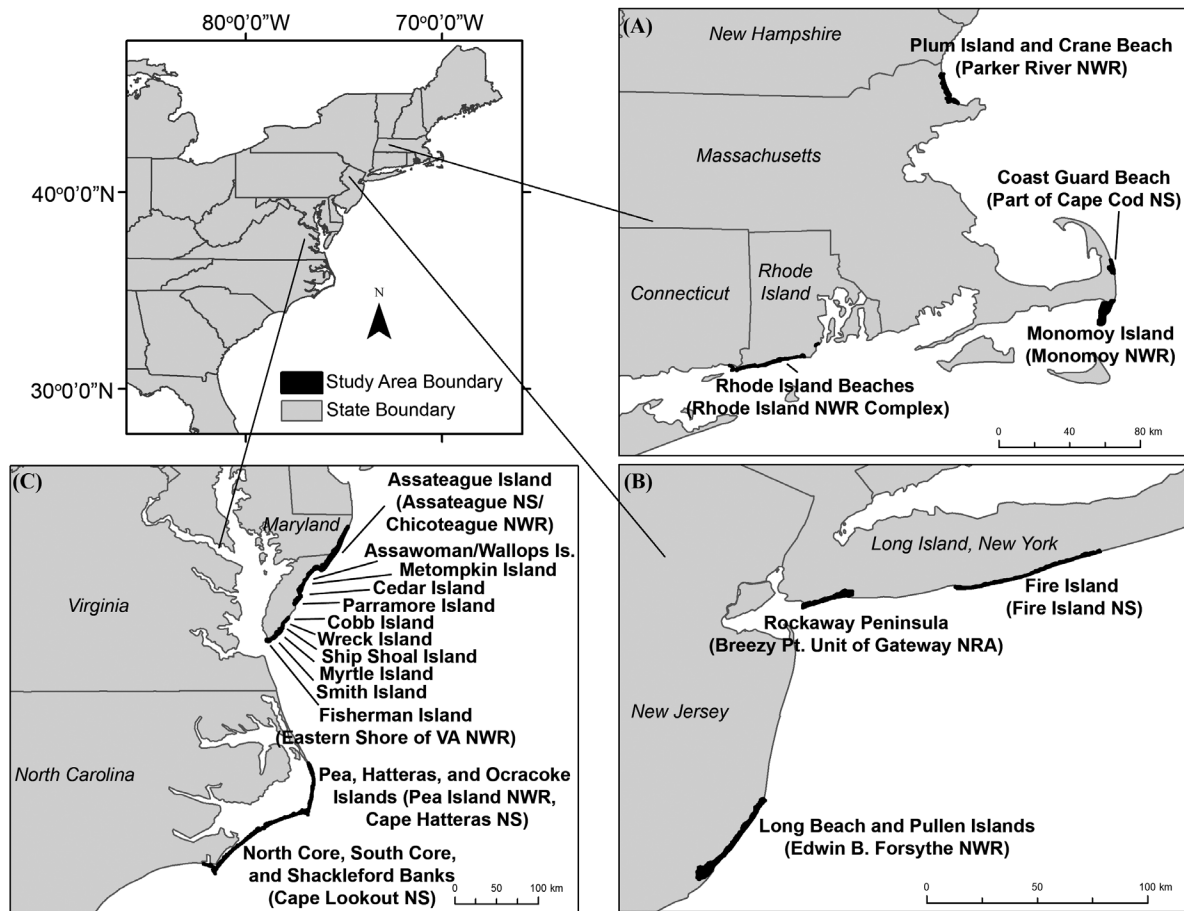 80°0'0"W
70°0'0"W
40°0'0"N
30°0'0"N
N
Study Area Boundary
State Boundary
(A)
New Hampshire
Plum Island and Crane Beach
(Parker River NWR)
Massachusetts
Coast Guard Beach
(Part of Cape Cod NS)
Connecticut
Rhode
Island
Monomoy Island
(Monomoy NWR)
Rhode Island Beaches
(Rhode Island NWR Complex)
0 20 40 80 km
(C)
Assateague Island
(Assateague NS/
Chicoteague NWR)
Maryland
Assawoman/Wallops Is.
Metompkin Island
Cedar Island
Parramore Island
Cobb Island
Wreck Island
Ship Shoal Island
Myrtle Island
Smith Island
Fisherman Island
(Eastern Shore of VA NWR)
Virginia
North Carolina
Pea, Hatteras, and Ocracoke
Islands (Pea Island NWR,
Cape Hatteras NS)
North Core, South Core,
and Shackleford Banks
(Cape Lookout NS)
0 50 100 km
(B)
Long Island, New York
Fire Island
(Fire Island NS)
Rockaway Peninsula
(Breezy Pt. Unit of Gateway NRA)
New Jersey
Long Beach and Pullen Islands
(Edwin B. Forsythe NWR)
0 50 100 km